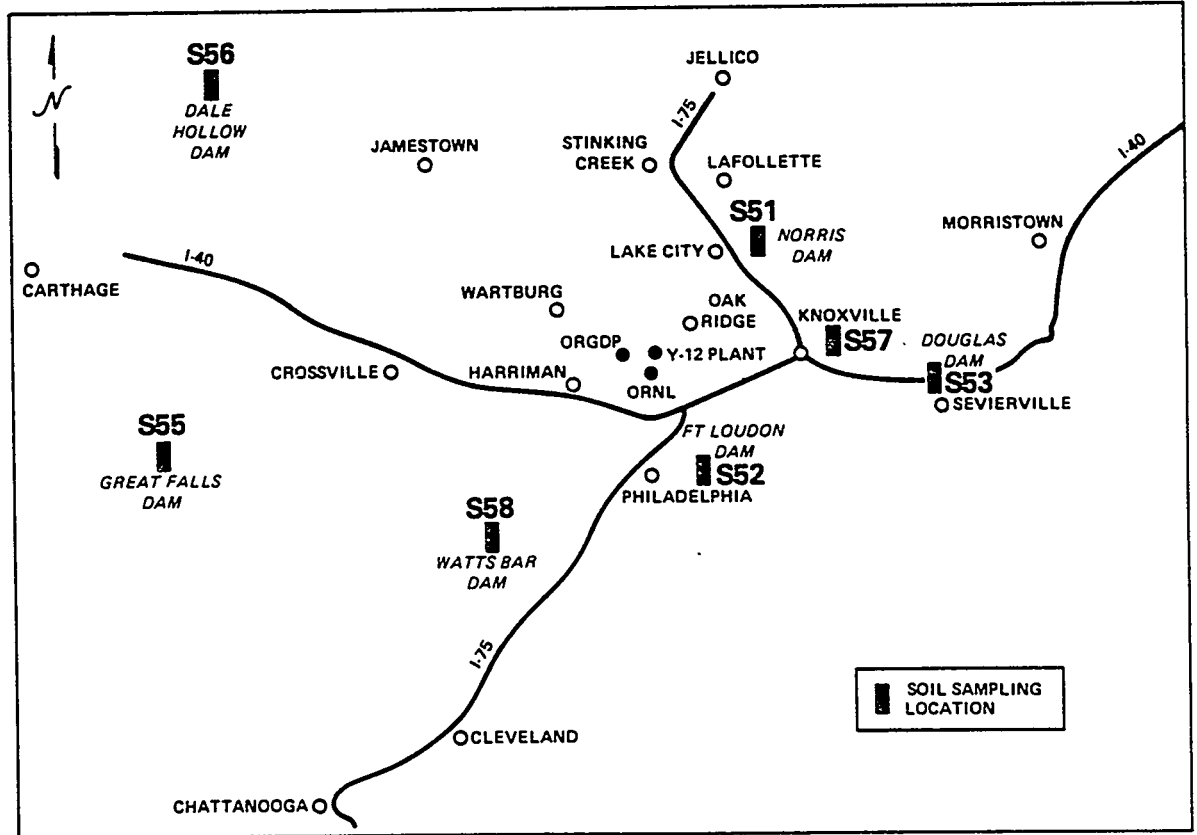 N
S56
DALE
HOLLOW
DAM
JELLICO
I-75
JAMESTOWN
STINKING
CREEK
LAFOLLETTE
I-40
S51
NORRIS
DAM
MORRISTOWN
LAKE CITY
I-40
CARTHAGE
WARTBURG
OAK
RIDGE
KNOXVILLE
S57
ORGDP
Y-12 PLANT
DOUGLAS
DAM
S53
CROSSVILLE
HARRIMAN
ORNL
SEVIERVILLE
S55
GREAT FALLS
DAM
FT LOUDON
DAM
S52
PHILADELPHIA
S58
WATTS BAR
DAM
I-75
SOIL SAMPLING
LOCATION
CLEVELAND
CHATTANOOGA